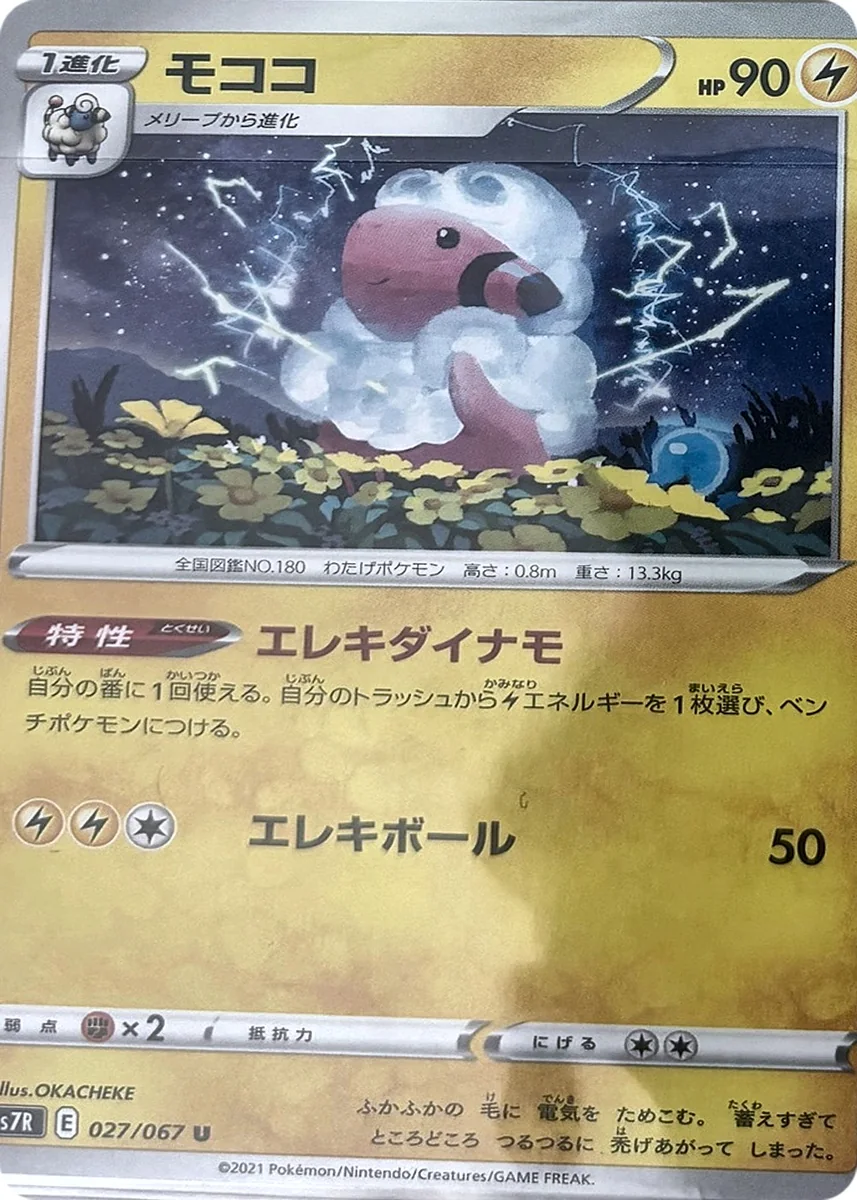 1進化 モココ HP 90
メリープから進化
全国図鑑NO.180 わたげポケモン 高さ：0.8m 重さ：13.3kg
特性 とくせい エレキダイナモ
自分の番に1回使える。自分のトラッシュからエネルギーを1枚選び、ベン
チポケモンにつける。
エレキボール 50
弱点 ×2 抵抗力 にげる
llus.OKACHEKE
s7R E 027/067 U
ふかふかの 毛に 電気を ためこむ。 蓄えすぎて
ところどころ つるつるに 禿げあがって しまった。
©2021 Pokémon/Nintendo/Creatures/GAME FREAK.